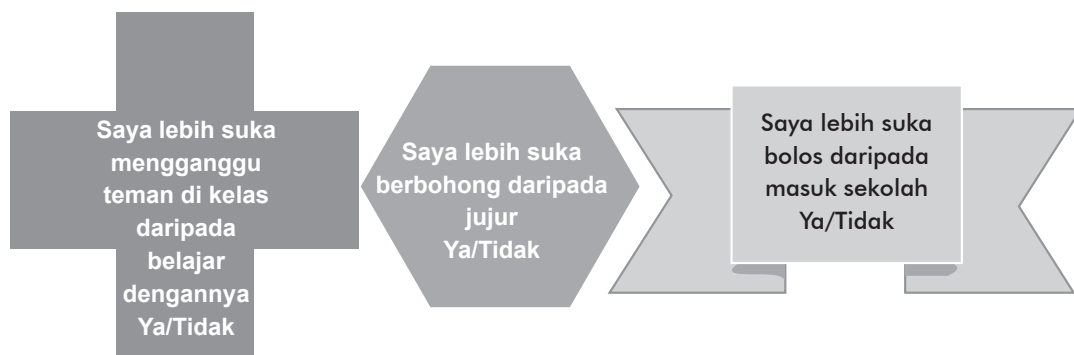 Saya lebih suka
mengganggu
teman di kelas
daripada
belajar
dengannya
Ya/Tidak
Saya lebih suka
berbohong daripada
jujur
Ya/Tidak
Saya lebih suka
bolos daripada
masuk sekolah
Ya/Tidak